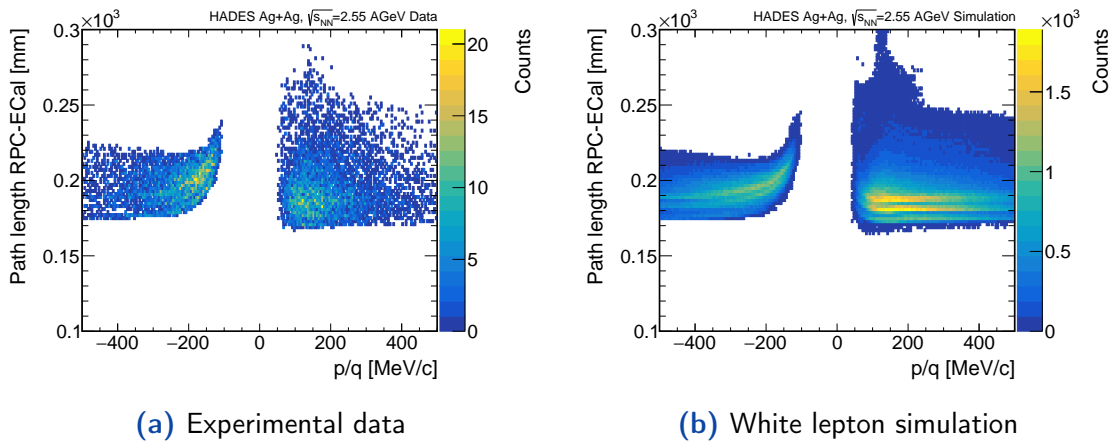 HADES Ag+Ag, √s_NN=2.55 AGeV Data
×10³
0.3
0.25
0.2
0.15
0.1
Path length RPC-ECal [mm]
−400 −200 0 200 400
p/q [MeV/c]
20
15
10
5
0
Counts
(a) Experimental data
HADES Ag+Ag, √s_NN=2.55 AGeV Simulation
×10³
0.3
0.25
0.2
0.15
0.1
Path length RPC-ECal [mm]
−400 −200 0 200 400
p/q [MeV/c]
×10³
1.5
1
0.5
0
Counts
(b) White lepton simulation